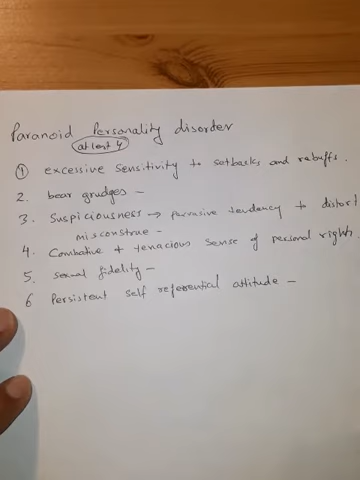 Paranoid Personality disorder
at least 4
① excessive sensitivity to setbacks and rebuffs.
2. bear grudges –
3. Suspiciousness → pervasive tendency to distort
misconstrue –
4. Combative + tenacious sense of personal rights.
5. sexual fidelity –
6 Persistent self referential attitude –